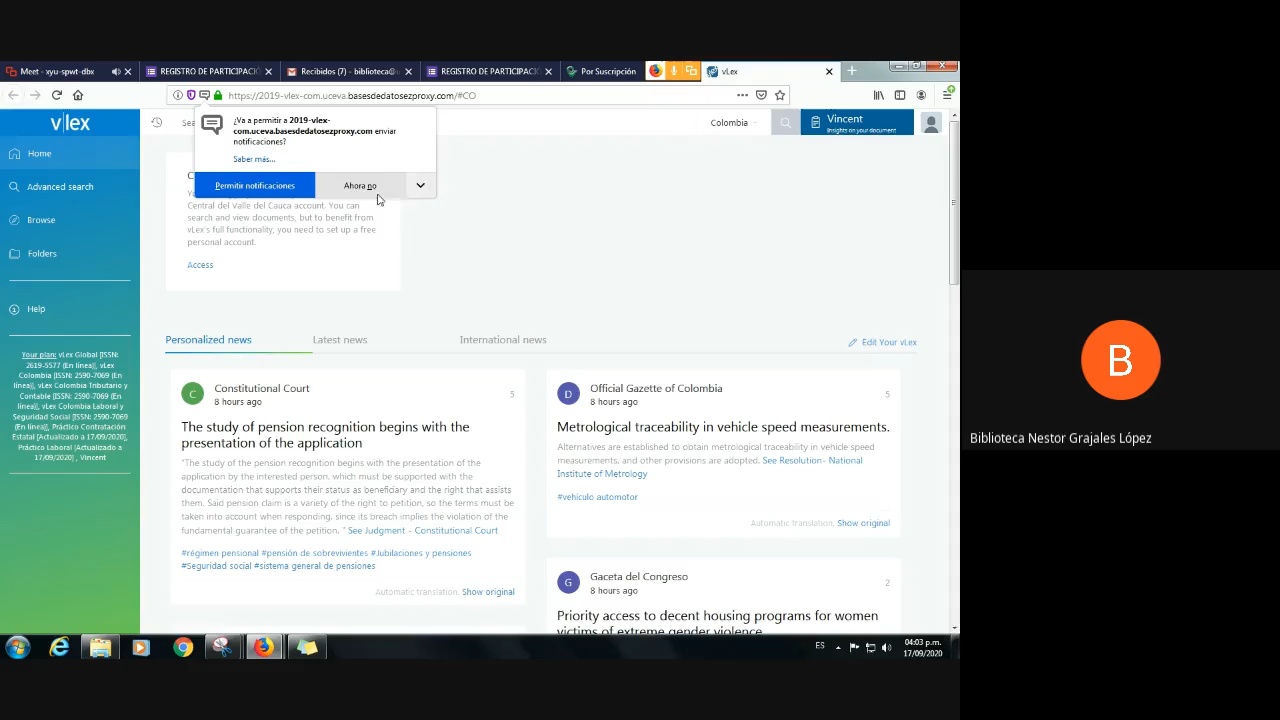 Meet - xyu-spwt-dbx
REGISTRO DE PARTICIPACIÓ
Recibidos (7) - biblioteca@u
REGISTRO DE PARTICIPACIÓ
Por Suscripción
vLex
https://2019-vlex-com.uceva.basesdedatosezproxy.com/#CO
v|lex
Sea
¿Va a permitir a 2019-vlex-
com.uceva.basesdedatosezproxy.com enviar
notificaciones?
Saber más...
Permitir notificaciones
Ahora no
Colombia
Vincent
Insights on your document
Home
Advanced search
Browse
Folders
Help
Your plan: vLex Global [ISSN:
2619-5577 (En línea)], vLex
Colombia [ISSN: 2590-7069 (En
línea)], vLex Colombia Tributario y
Contable [ISSN: 2590-7069 (En
línea)], vLex Colombia Laboral y
Seguridad Social [ISSN: 2590-7069
(En línea)], Práctico Contratación
Estatal [Actualizado a 17/09/2020],
Práctico Laboral [Actualizado a
17/09/2020] , Vincent
Central del Valle del Cauca account. You can
search and view documents, but to benefit from
vLex's full functionality, you need to set up a free
personal account.
Access
Personalized news
Latest news
International news
Edit Your vLex
C
Constitutional Court
8 hours ago
5
The study of pension recognition begins with the
presentation of the application
"The study of the pension recognition begins with the presentation of the
application by the interested person, which must be supported with the
documentation that supports their status as beneficiary and the right that assists
them. Said pension claim is a variety of the right to petition, so the terms must be
taken into account when responding, since its breach implies the violation of the
fundamental guarantee of the petition. " See Judgment - Constitutional Court
#régimen pensional #pensión de sobrevivientes #Jubilaciones y pensiones
#Seguridad social #sistema general de pensiones
Automatic translation. Show original
D
Official Gazette of Colombia
8 hours ago
5
Metrological traceability in vehicle speed measurements.
Alternatives are established to obtain metrological traceability in vehicle speed
measurements, and other provisions are adopted. See Resolution- National
Institute of Metrology
#vehículo automotor
Automatic translation. Show original
G
Gaceta del Congreso
8 hours ago
2
Priority access to decent housing programs for women
victims of extreme gender violence
ES
04:03 p.m.
17/09/2020
B
Biblioteca Nestor Grajales López